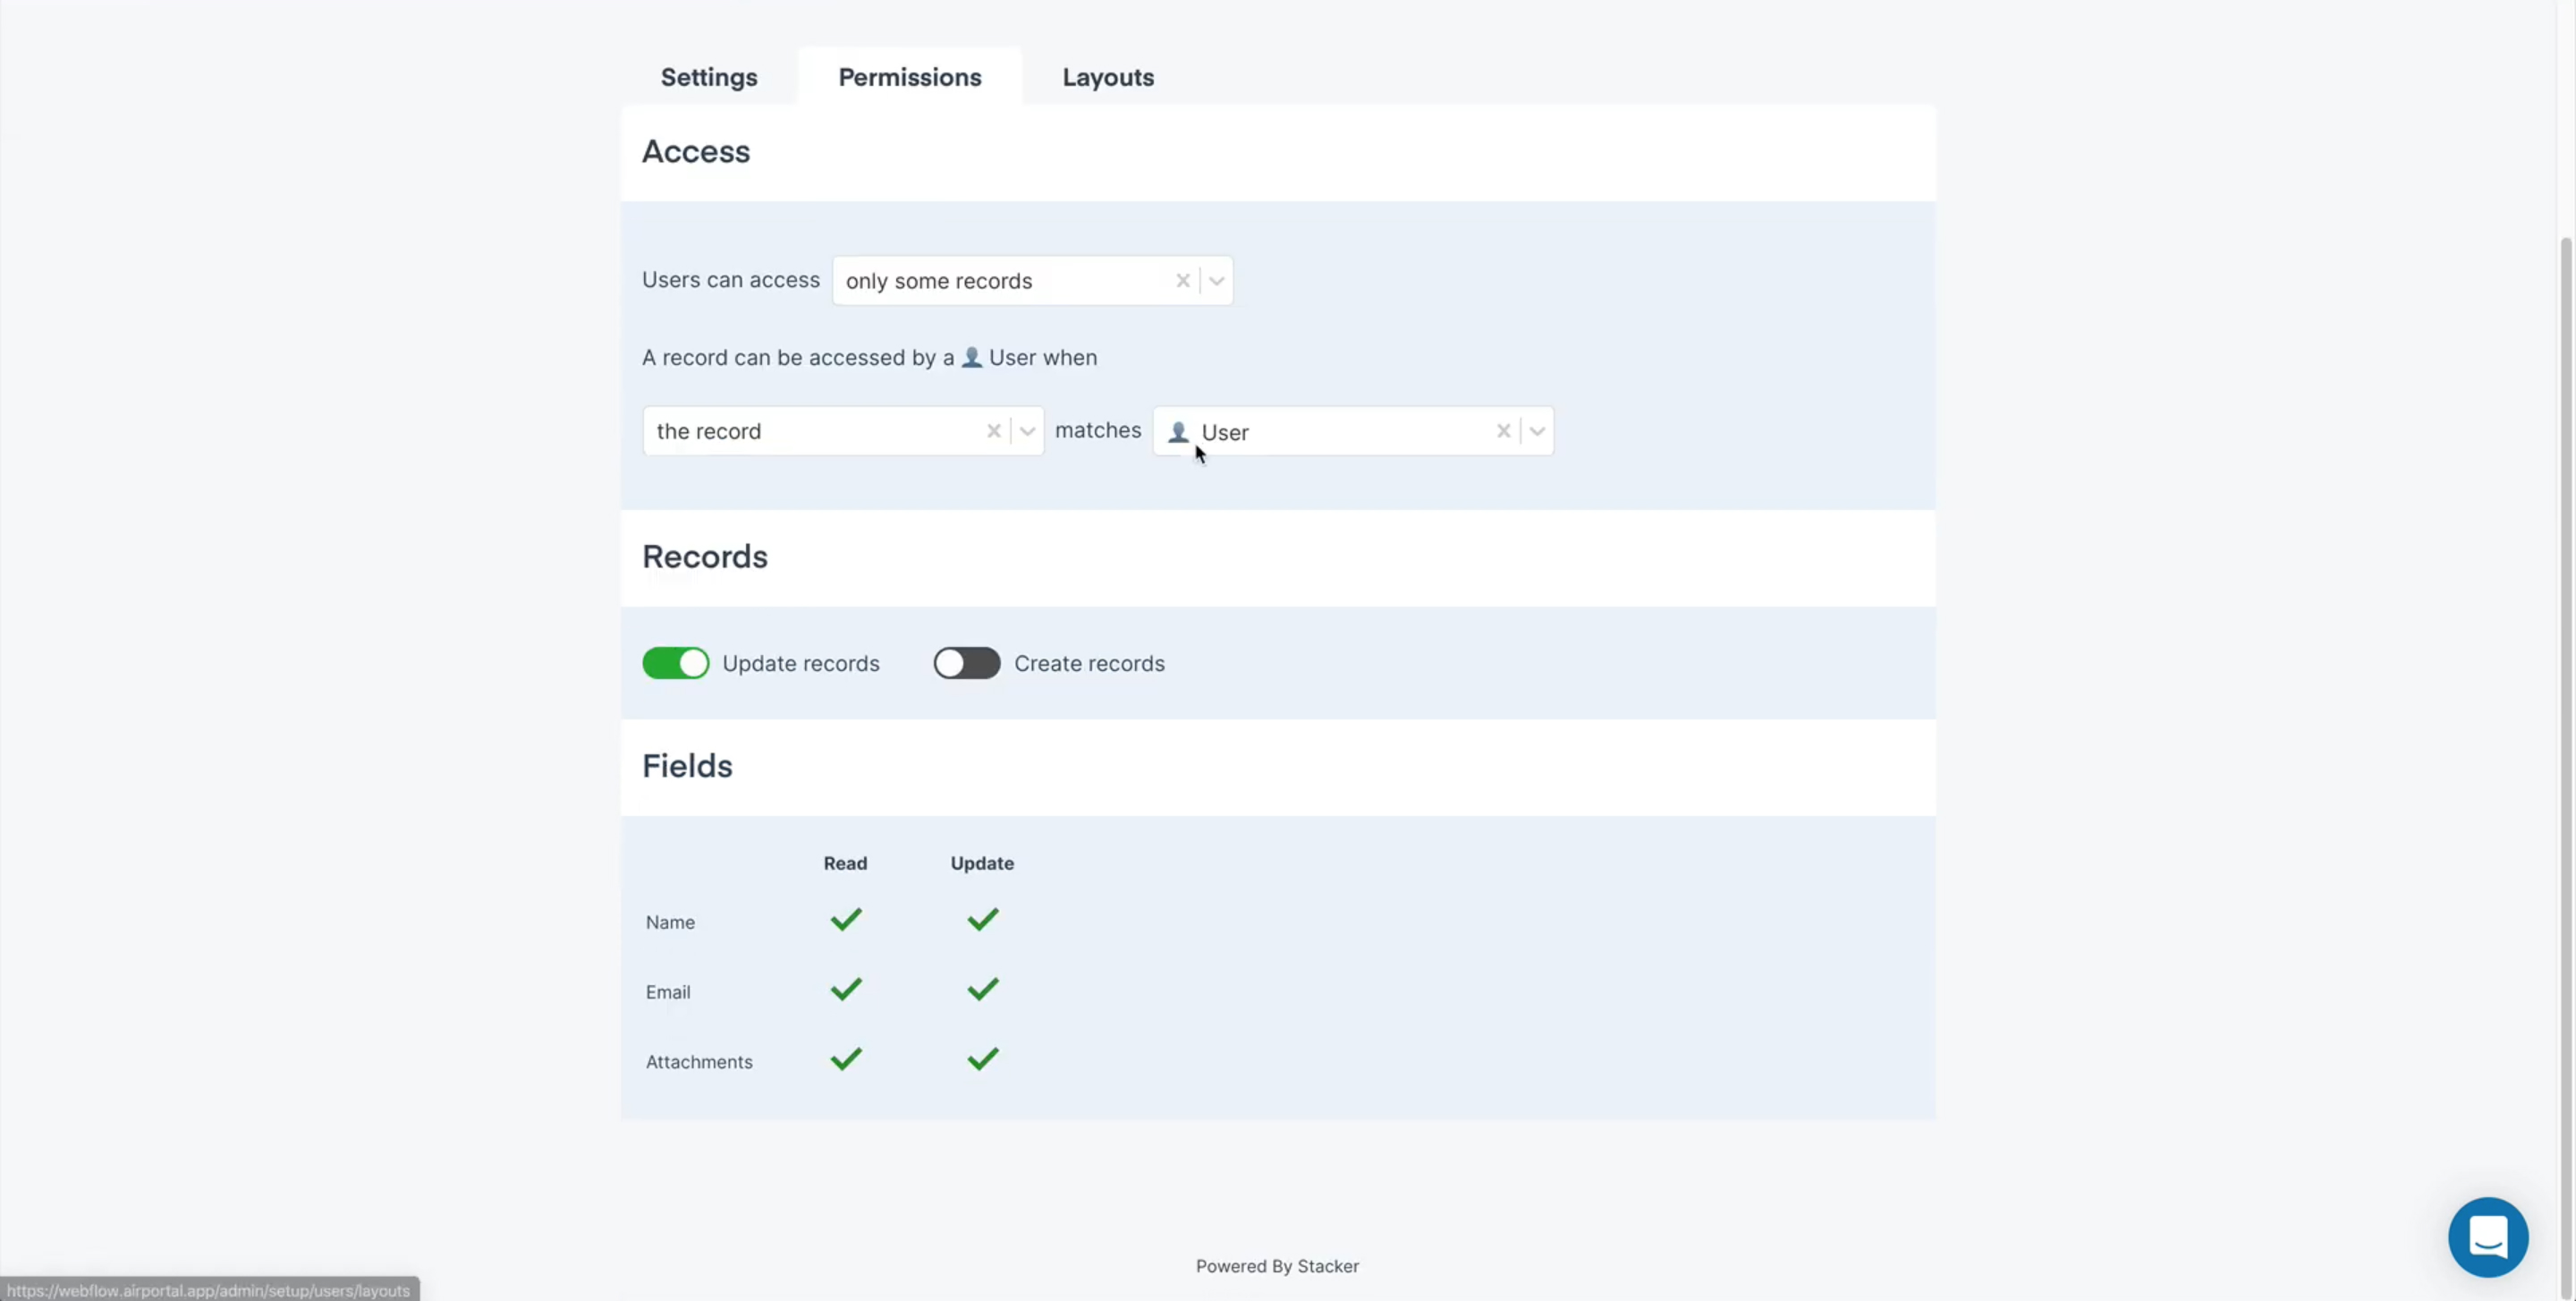 Settings Permissions Layouts
Access
Users can access only some records
A record can be accessed by a 👤 User when
the record matches 👤 User
Records
Update records Create records
Fields
Read Update
Name
Email
Attachments
Powered By Stacker
https://webflow.airportal.app/admin/setup/users/layouts